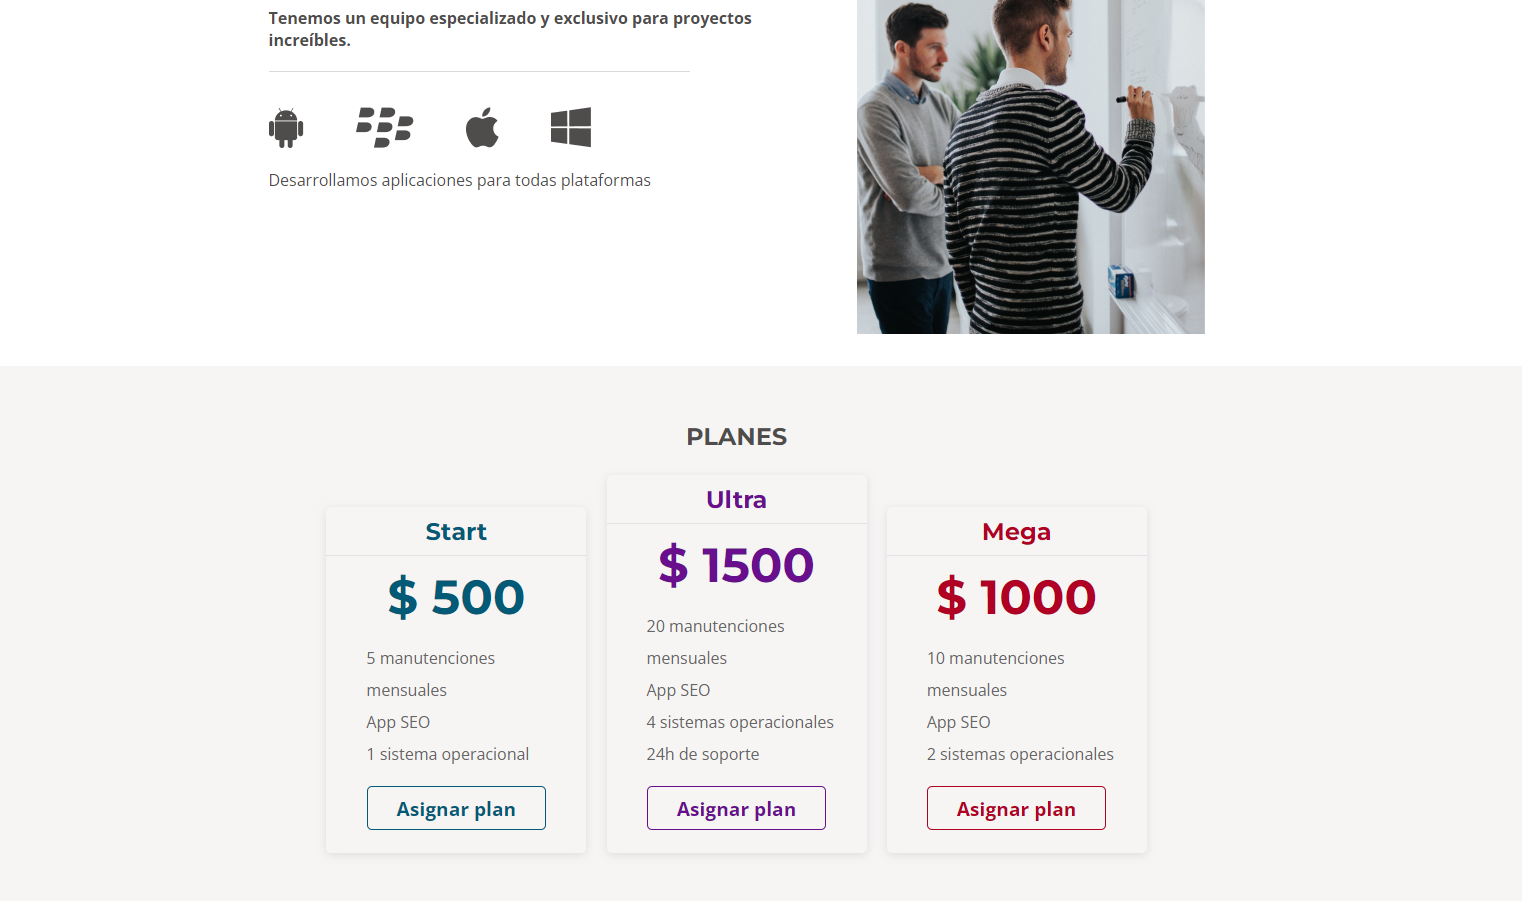 Tenemos un equipo especializado y exclusivo para proyectos
increíbles.
Desarrollamos aplicaciones para todas plataformas
PLANES
Start
$ 500
5 manutenciones
mensuales
App SEO
1 sistema operacional
Asignar plan
Ultra
$ 1500
20 manutenciones
mensuales
App SEO
4 sistemas operacionales
24h de soporte
Asignar plan
Mega
$ 1000
10 manutenciones
mensuales
App SEO
2 sistemas operacionales
Asignar plan